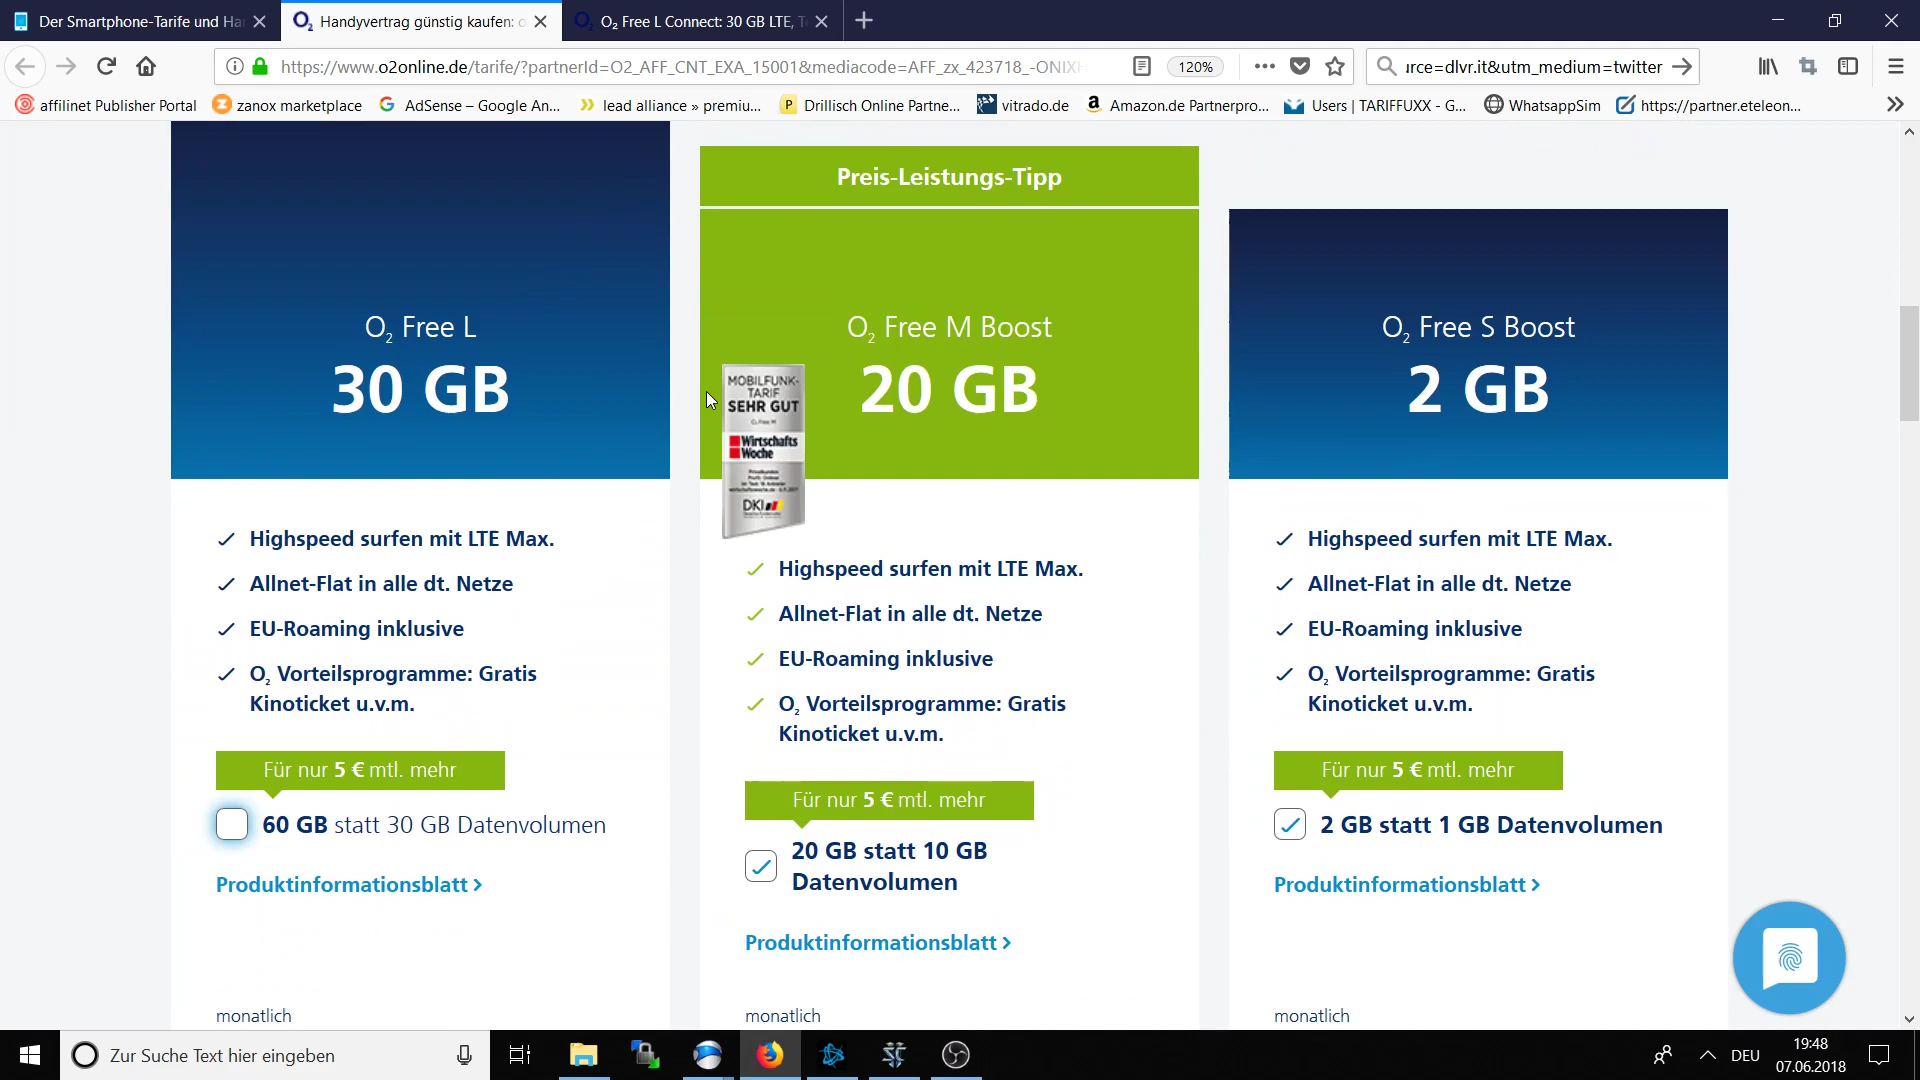 Der Smartphone-Tarife und Ha
Handyvertrag günstig kaufen: o
O₂ Free L Connect: 30 GB LTE, T
https://www.o2online.de/tarife/?partnerId=O2_AFF_CNT_EXA_15001&mediacode=AFF_zx_423718_-ONIX
120%
ırce=dlvr.it&utm_medium=twitter
affilinet Publisher Portal
zanox marketplace
AdSense – Google An...
lead alliance » premiu...
Drillisch Online Partne...
vitrado.de
Amazon.de Partnerpro...
Users | TARIFFUXX - G...
WhatsappSim
https://partner.eteleon...
Preis-Leistungs-Tipp
O₂ Free L
30 GB
O₂ Free M Boost
20 GB
O₂ Free S Boost
2 GB
MOBILFUNK-
TARIF
SEHR GUT
O₂ Free M
Wirtschafts
Woche
DKI
Highspeed surfen mit LTE Max.
Allnet-Flat in alle dt. Netze
EU-Roaming inklusive
O₂ Vorteilsprogramme: Gratis
Kinoticket u.v.m.
Für nur 5 € mtl. mehr
60 GB statt 30 GB Datenvolumen
Produktinformationsblatt
monatlich
Highspeed surfen mit LTE Max.
Allnet-Flat in alle dt. Netze
EU-Roaming inklusive
O₂ Vorteilsprogramme: Gratis
Kinoticket u.v.m.
Für nur 5 € mtl. mehr
20 GB statt 10 GB
Datenvolumen
Produktinformationsblatt
monatlich
Highspeed surfen mit LTE Max.
Allnet-Flat in alle dt. Netze
EU-Roaming inklusive
O₂ Vorteilsprogramme: Gratis
Kinoticket u.v.m.
Für nur 5 € mtl. mehr
2 GB statt 1 GB Datenvolumen
Produktinformationsblatt
monatlich
Zur Suche Text hier eingeben
DEU
19:48
07.06.2018